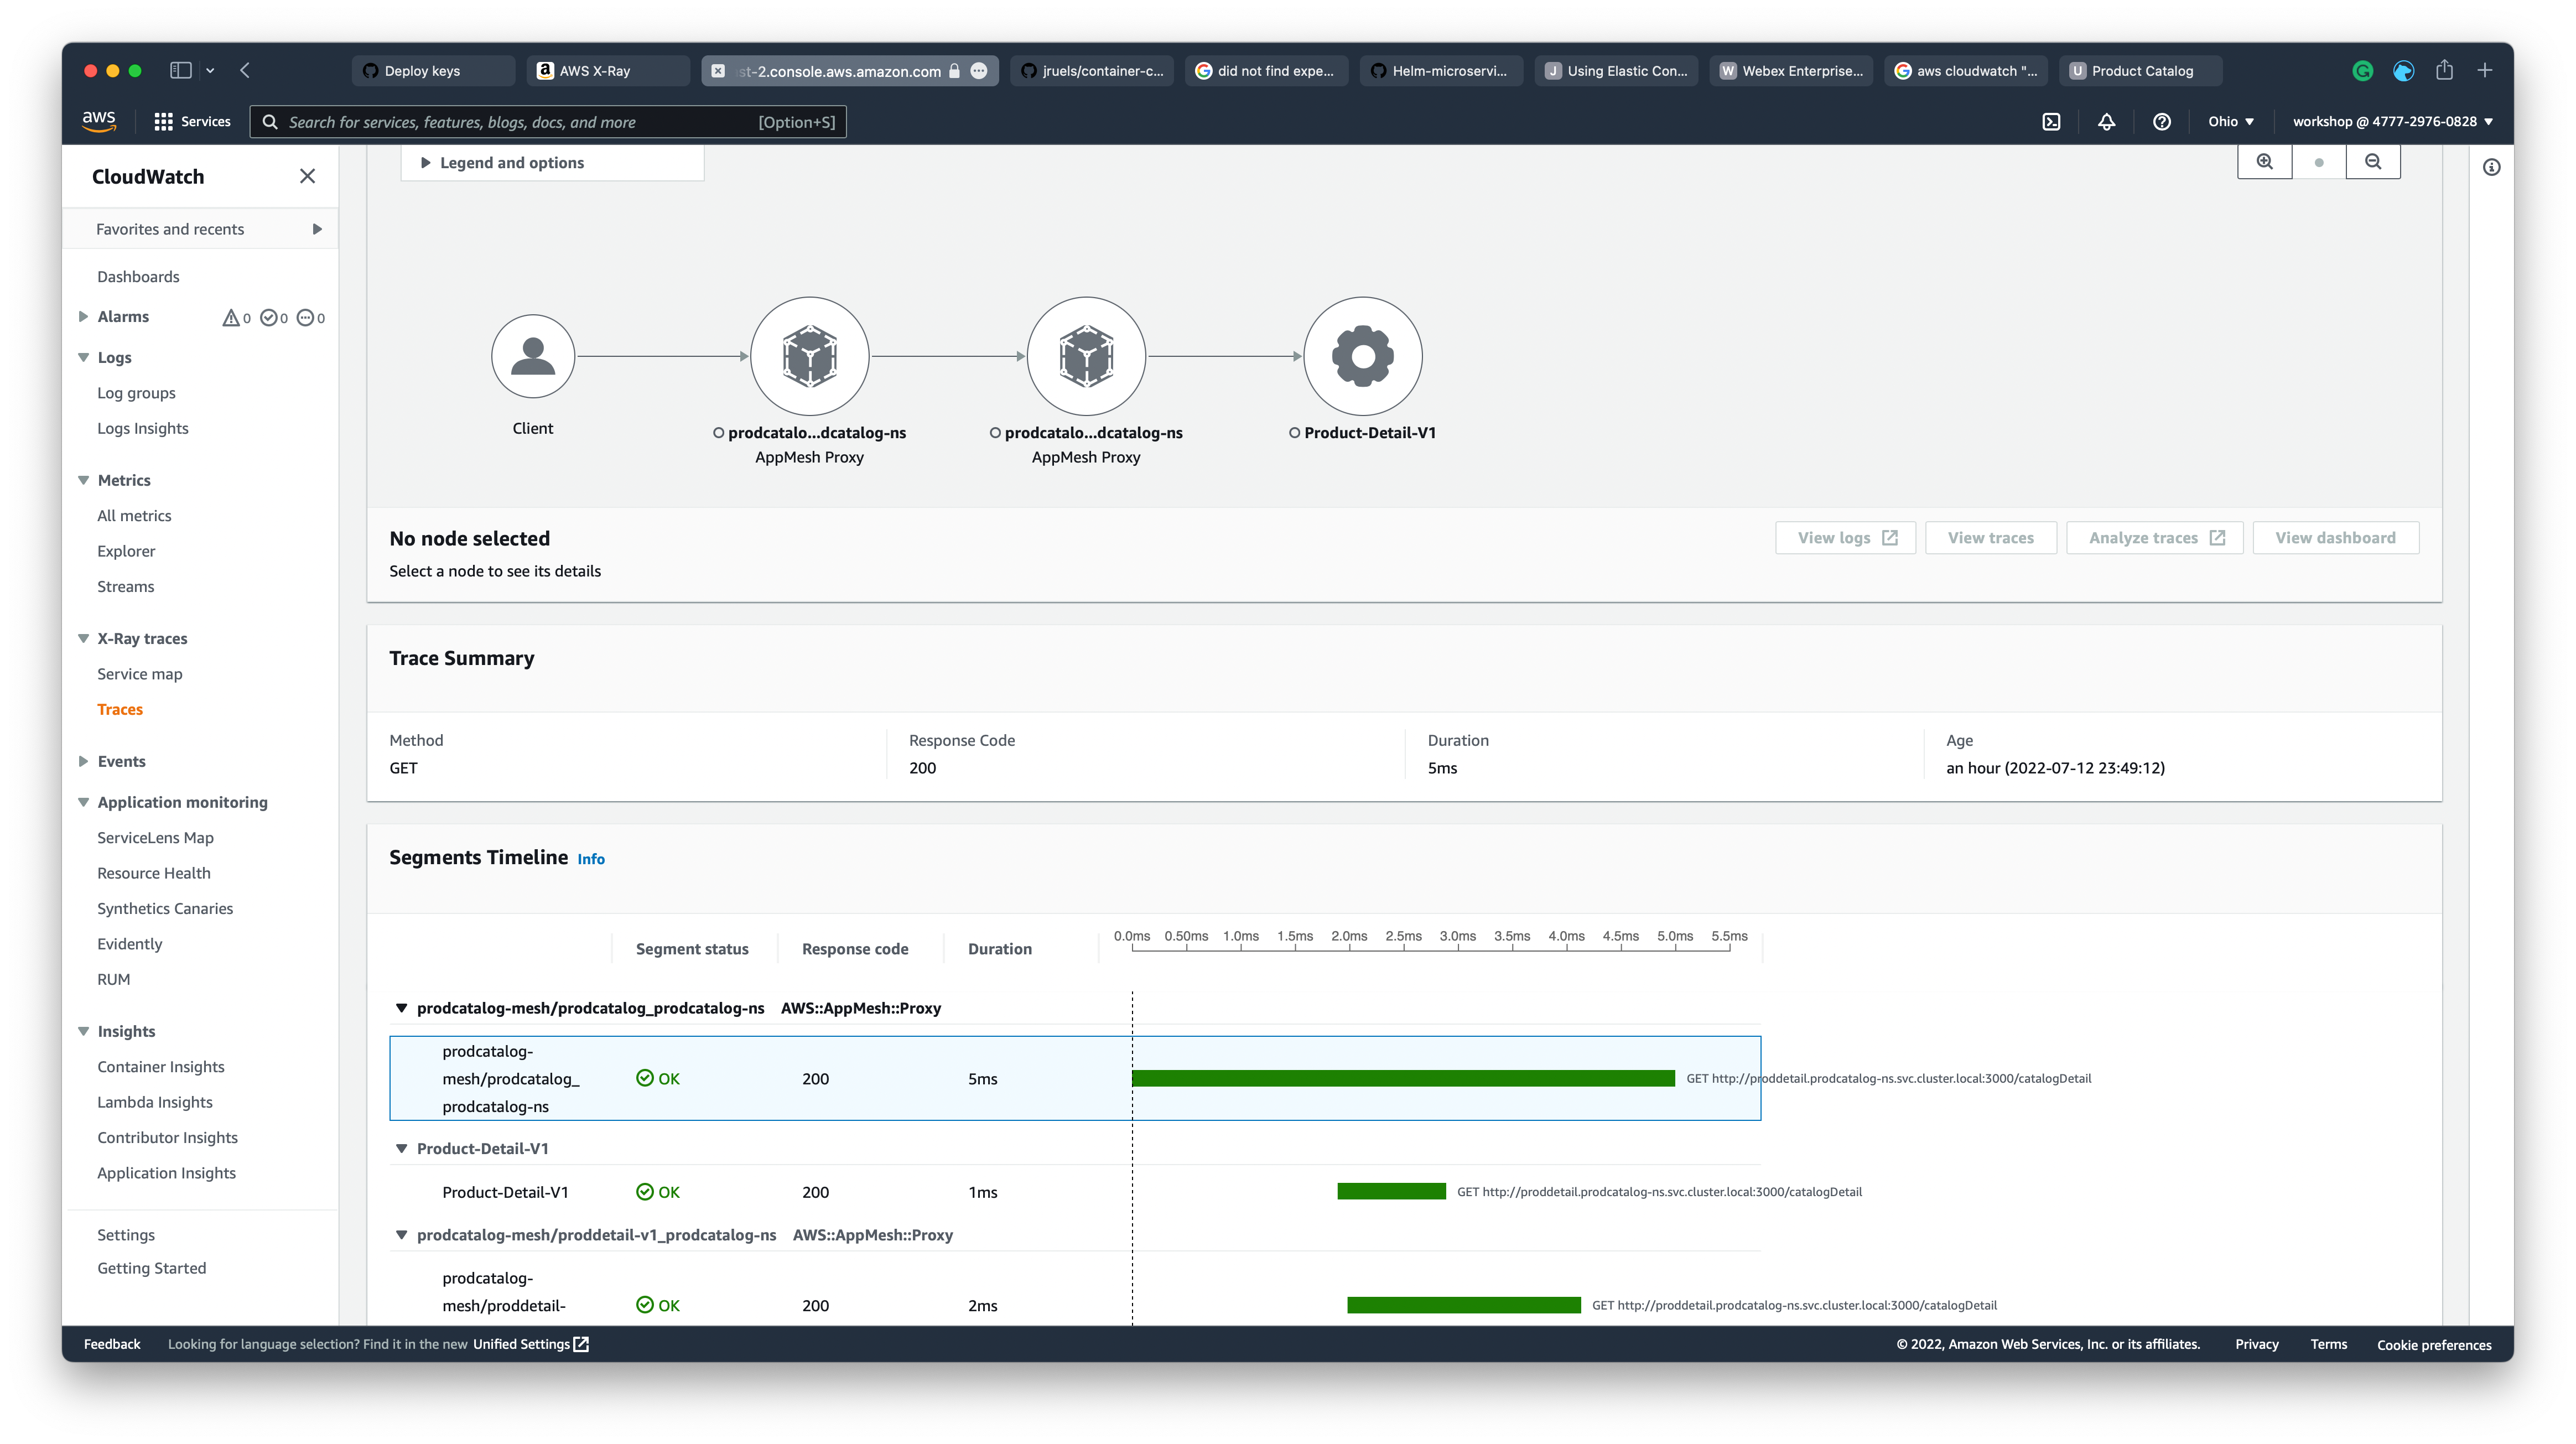 Deploy keys
AWS X-Ray
st-2.console.aws.amazon.com
jruels/container-c...
did not find expe...
Helm-microservi...
Using Elastic Con...
Webex Enterprise...
aws cloudwatch "...
Product Catalog
aws
Services
Search for services, features, blogs, docs, and more
[Option+S]
Ohio
workshop @ 4777-2976-0828
CloudWatch
Favorites and recents
Dashboards
Alarms
0
0
0
Logs
Log groups
Logs Insights
Metrics
All metrics
Explorer
Streams
X-Ray traces
Service map
Traces
Events
Application monitoring
ServiceLens Map
Resource Health
Synthetics Canaries
Evidently
RUM
Insights
Container Insights
Lambda Insights
Contributor Insights
Application Insights
Settings
Getting Started
Legend and options
Client
prodcatalo...dcatalog-ns
AppMesh Proxy
prodcatalo...dcatalog-ns
AppMesh Proxy
Product-Detail-V1
No node selected
Select a node to see its details
View logs
View traces
Analyze traces
View dashboard
Trace Summary
Method
GET
Response Code
200
Duration
5ms
Age
an hour (2022-07-12 23:49:12)
Segments Timeline
Info
Segment status
Response code
Duration
0.0ms 0.50ms 1.0ms 1.5ms 2.0ms 2.5ms 3.0ms 3.5ms 4.0ms 4.5ms 5.0ms 5.5ms
prodcatalog-mesh/prodcatalog_prodcatalog-ns AWS::AppMesh::Proxy
prodcatalog-
mesh/prodcatalog_
prodcatalog-ns
OK
200
5ms
GET http://proddetail.prodcatalog-ns.svc.cluster.local:3000/catalogDetail
Product-Detail-V1
Product-Detail-V1
OK
200
1ms
GET http://proddetail.prodcatalog-ns.svc.cluster.local:3000/catalogDetail
prodcatalog-mesh/proddetail-v1_prodcatalog-ns AWS::AppMesh::Proxy
prodcatalog-
mesh/proddetail-
OK
200
2ms
GET http://proddetail.prodcatalog-ns.svc.cluster.local:3000/catalogDetail
Feedback
Looking for language selection? Find it in the new Unified Settings
© 2022, Amazon Web Services, Inc. or its affiliates.
Privacy
Terms
Cookie preferences